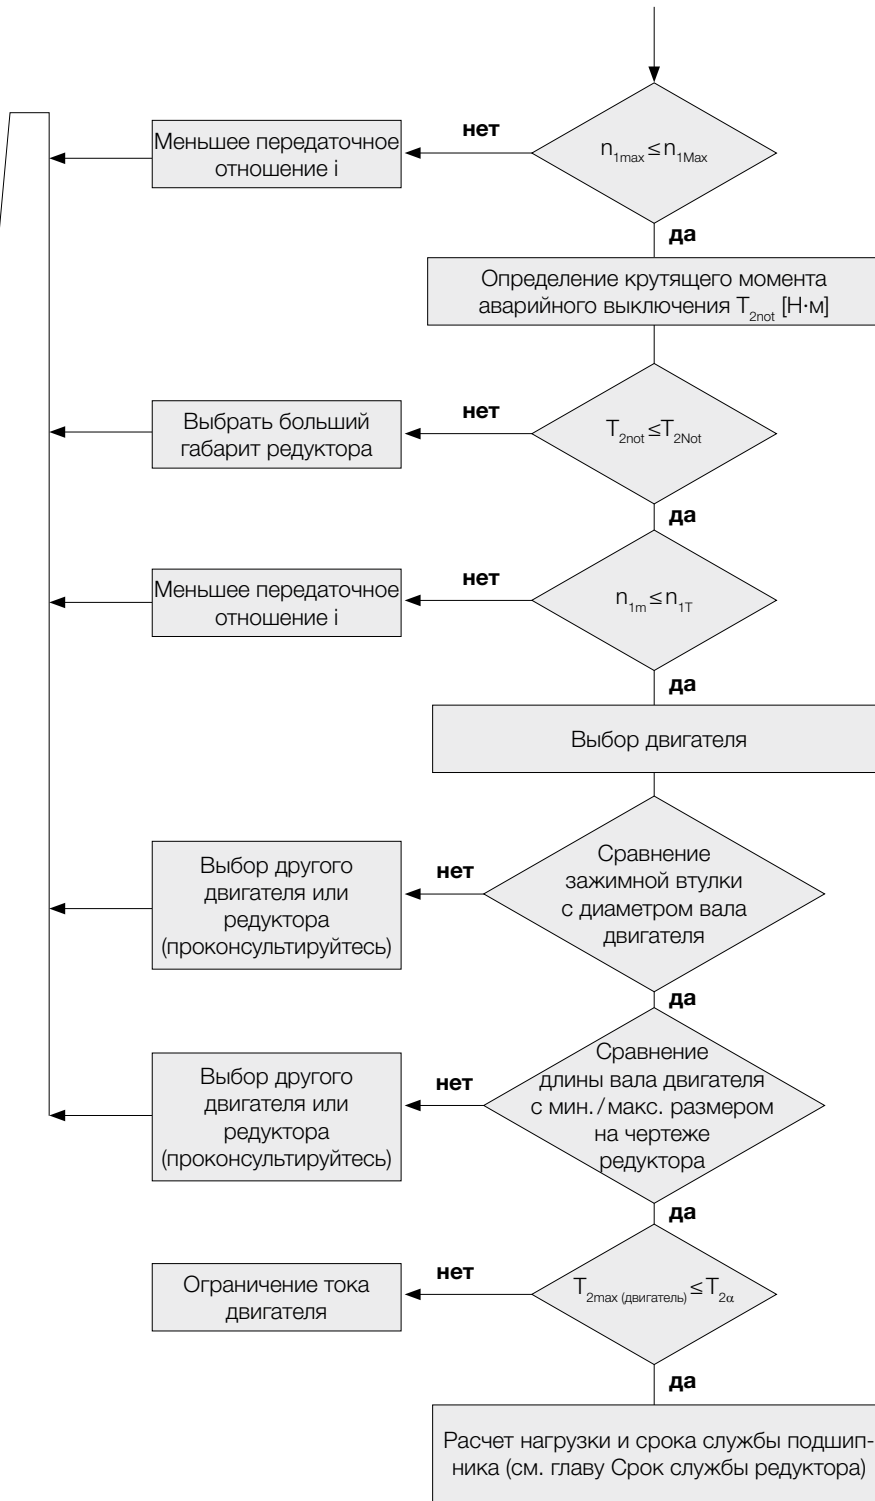 нет
Меньшее передаточное
отношение i
n1max ≤ n1Max
да
Определение крутящего момента
аварийного выключения T2not [Н·м]
нет
Выбрать больший
габарит редуктора
T2not ≤ T2Not
да
нет
Меньшее передаточное
отношение i
n1m ≤ n1T
да
Выбор двигателя
нет
Выбор другого
двигателя или
редуктора
(проконсультируйтесь)
Сравнение
зажимной втулки
с диаметром вала
двигателя
да
нет
Выбор другого
двигателя или
редуктора
(проконсультируйтесь)
Сравнение
длины вала двигателя
с мин./макс. размером
на чертеже
редуктора
да
нет
Ограничение тока
двигателя
T2max (двигатель) ≤ T2α
да
Расчет нагрузки и срока службы подшип-
ника (см. главу Срок службы редуктора)